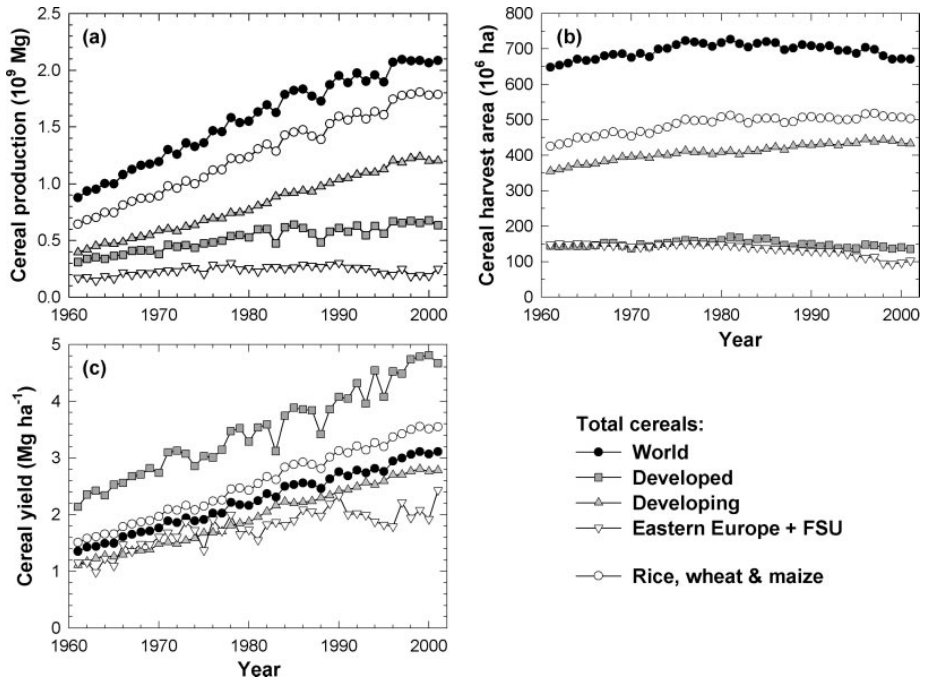 (a)
Cereal production (10⁹ Mg)
2.5
2.0
1.5
1.0
0.5
0.0
1960 1970 1980 1990 2000
(b)
Cereal harvest area (10⁶ ha)
800
700
600
500
400
300
200
100
0
1960 1970 1980 1990 2000
Year
(c)
Cereal yield (Mg ha⁻¹)
5
4
3
2
1
0
1960 1970 1980 1990 2000
Year
Total cereals:
World
Developed
Developing
Eastern Europe + FSU
Rice, wheat & maize